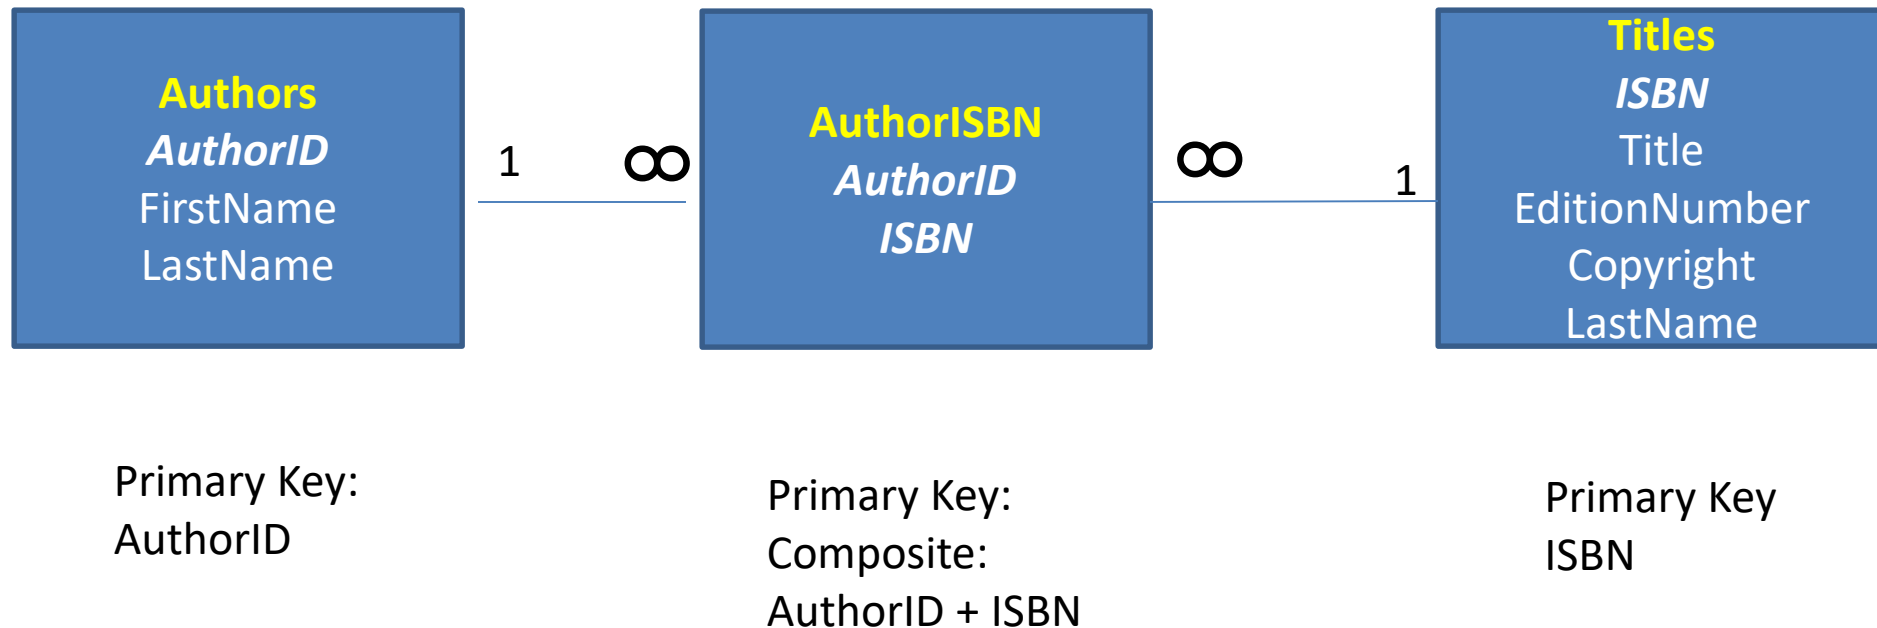 Authors
AuthorID
FirstName
LastName
1
∞
AuthorISBN
AuthorID
ISBN
∞
1
Titles
ISBN
Title
EditionNumber
Copyright
LastName
Primary Key:
AuthorID
Primary Key:
Composite:
AuthorID + ISBN
Primary Key
ISBN